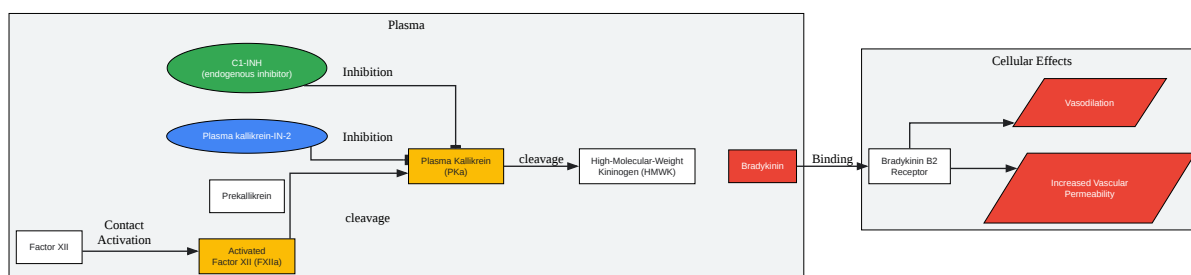 Plasma
C1-INH
(endogenous inhibitor)
Inhibition
Plasma kallikrein-IN-2
Inhibition
Plasma Kallikrein
(PKa)
cleavage
High-Molecular-Weight
Kininogen (HMWK)
Bradykinin
Prekallikrein
cleavage
Factor XII
Contact
Activation
Activated
Factor XII (FXIIa)
Binding
Cellular Effects
Bradykinin B2
Receptor
Vasodilation
Increased Vascular
Permeability